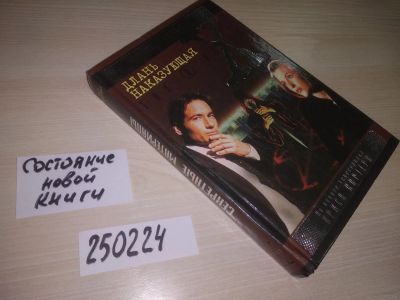 ДЛАНЬ
НАКАЗУЮЩАЯ
СЕКРЕТНЫЕ МАТЕРИАЛЫ
СОСТОЯНИЕ
НОВОЙ
КНИГИ
250224